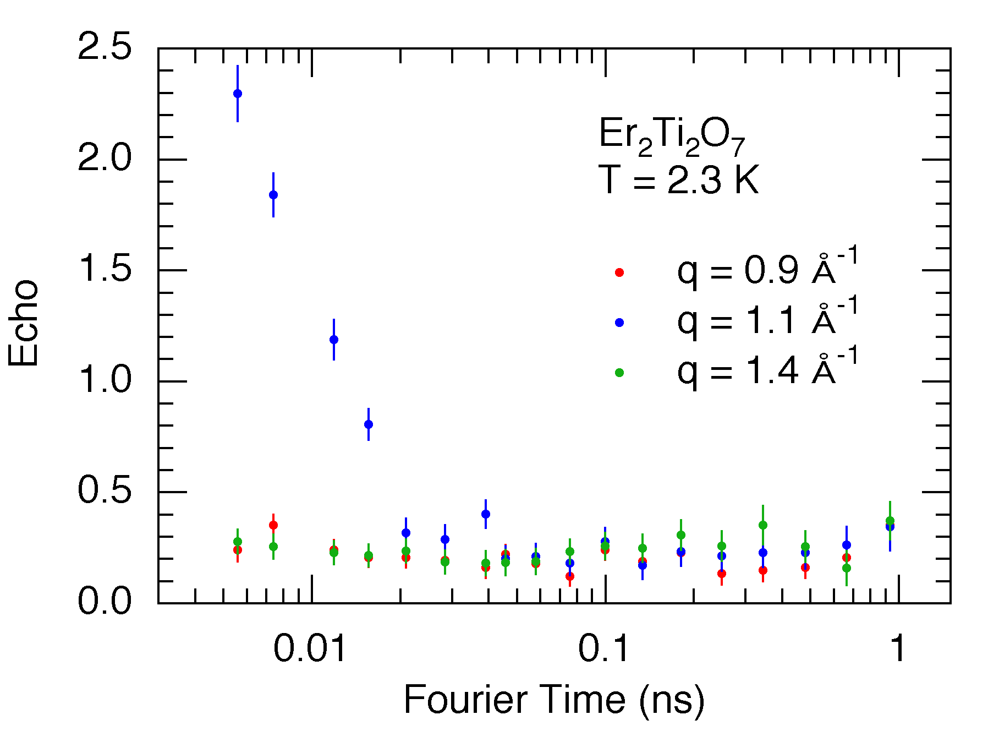 2.5
2.0
1.5
1.0
0.5
0.0
Echo
Er₂Ti₂O₇
T = 2.3 K
q = 0.9 Å⁻¹
q = 1.1 Å⁻¹
q = 1.4 Å⁻¹
0.01 0.1 1
Fourier Time (ns)